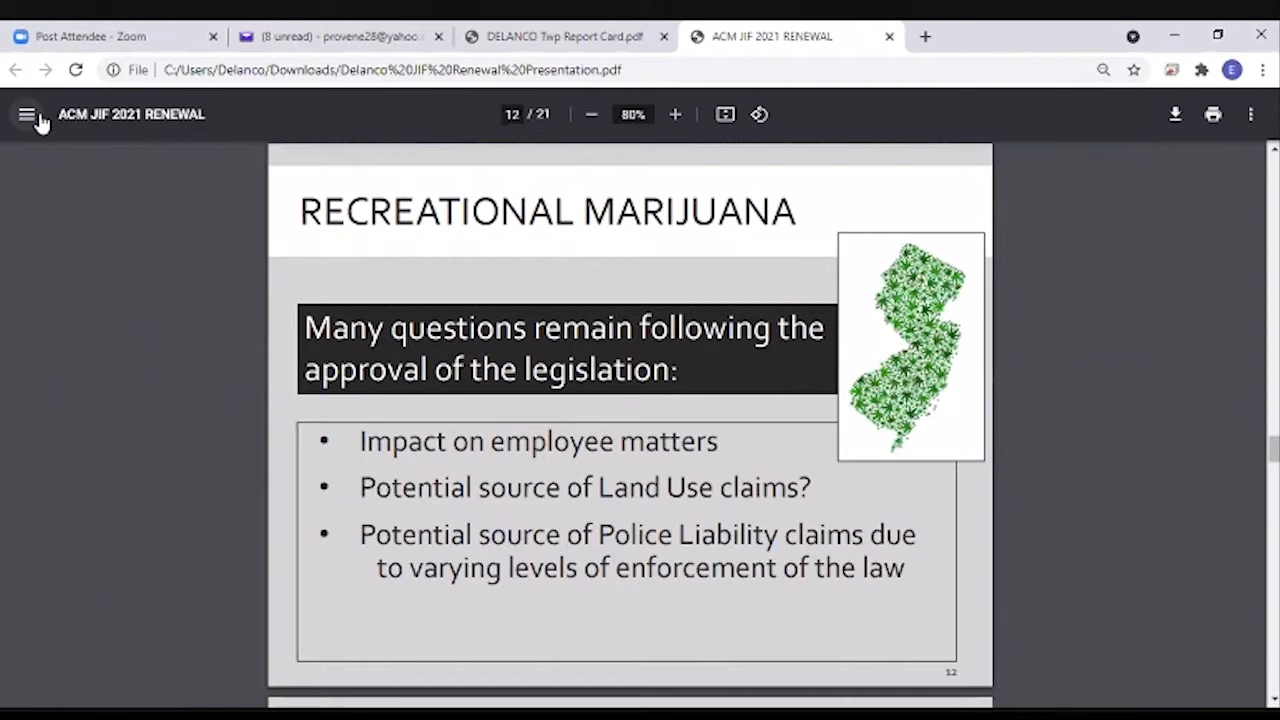 Post Attendee - Zoom
(8 unread) - provene28@yahoo.c
DELANCO Twp Report Card.pdf
ACM JIF 2021 RENEWAL
File | C:/Users/Delanco/Downloads/Delanco%20JIF%20Renewal%20Presentation.pdf
E
ACM JIF 2021 RENEWAL
12 / 21
80%
RECREATIONAL MARIJUANA
Many questions remain following the
approval of the legislation:
• Impact on employee matters
• Potential source of Land Use claims?
• Potential source of Police Liability claims due
to varying levels of enforcement of the law
12